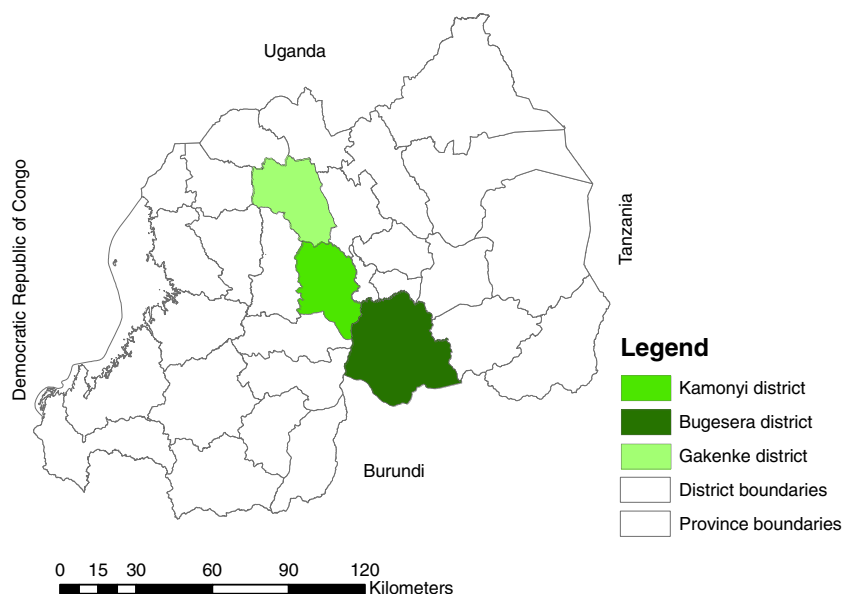 Uganda
Democratic Republic of Congo
Tanzania
Burundi
Legend
Kamonyi district
Bugesera district
Gakenke district
District boundaries
Province boundaries
0 15 30 60 90 120
Kilometers